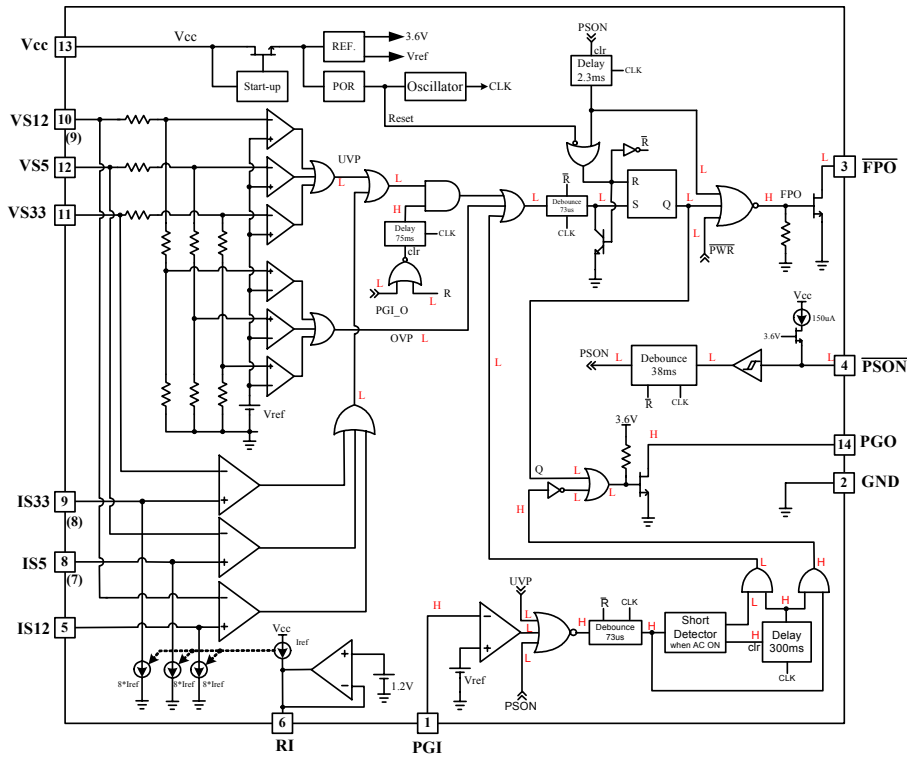 Vcc 13 Vcc
REF. 3.6V
Vref
Start-up
POR
Oscillator CLK
Reset
PSON
clr
Delay
2.3ms
CLK
VS12 10
(9)
VS5 12
VS33 11
UVP
L
L
L
H
Delay
75ms
CLK
clr
L
L
R
PGI_O
OVP L
L
L
R̅
Debounce
73us
CLK
L
R̅
R
S
Q
L
L
L
PWR̅
H
FPO
L
3 F̅P̅O̅
Vref
Vcc
150uA
3.6V
PSON
L
Debounce
38ms
R̅
CLK
L
L
4 P̅S̅O̅N̅
L
L
3.6V
H
14 PGO
2 GND
Q
L
L
L
H
IS33 9
(8)
IS5 8
(7)
IS12 5
8*Iref
8*Iref
8*Iref
Vcc
Iref
1.2V
6
RI
H
1
PGI
Vref
UVP
L
L
L
PSON
H
R̅
CLK
Debounce
73us
H
Short
Detector
when AC ON
L
L
H
H
H
clr
Delay
300ms
CLK